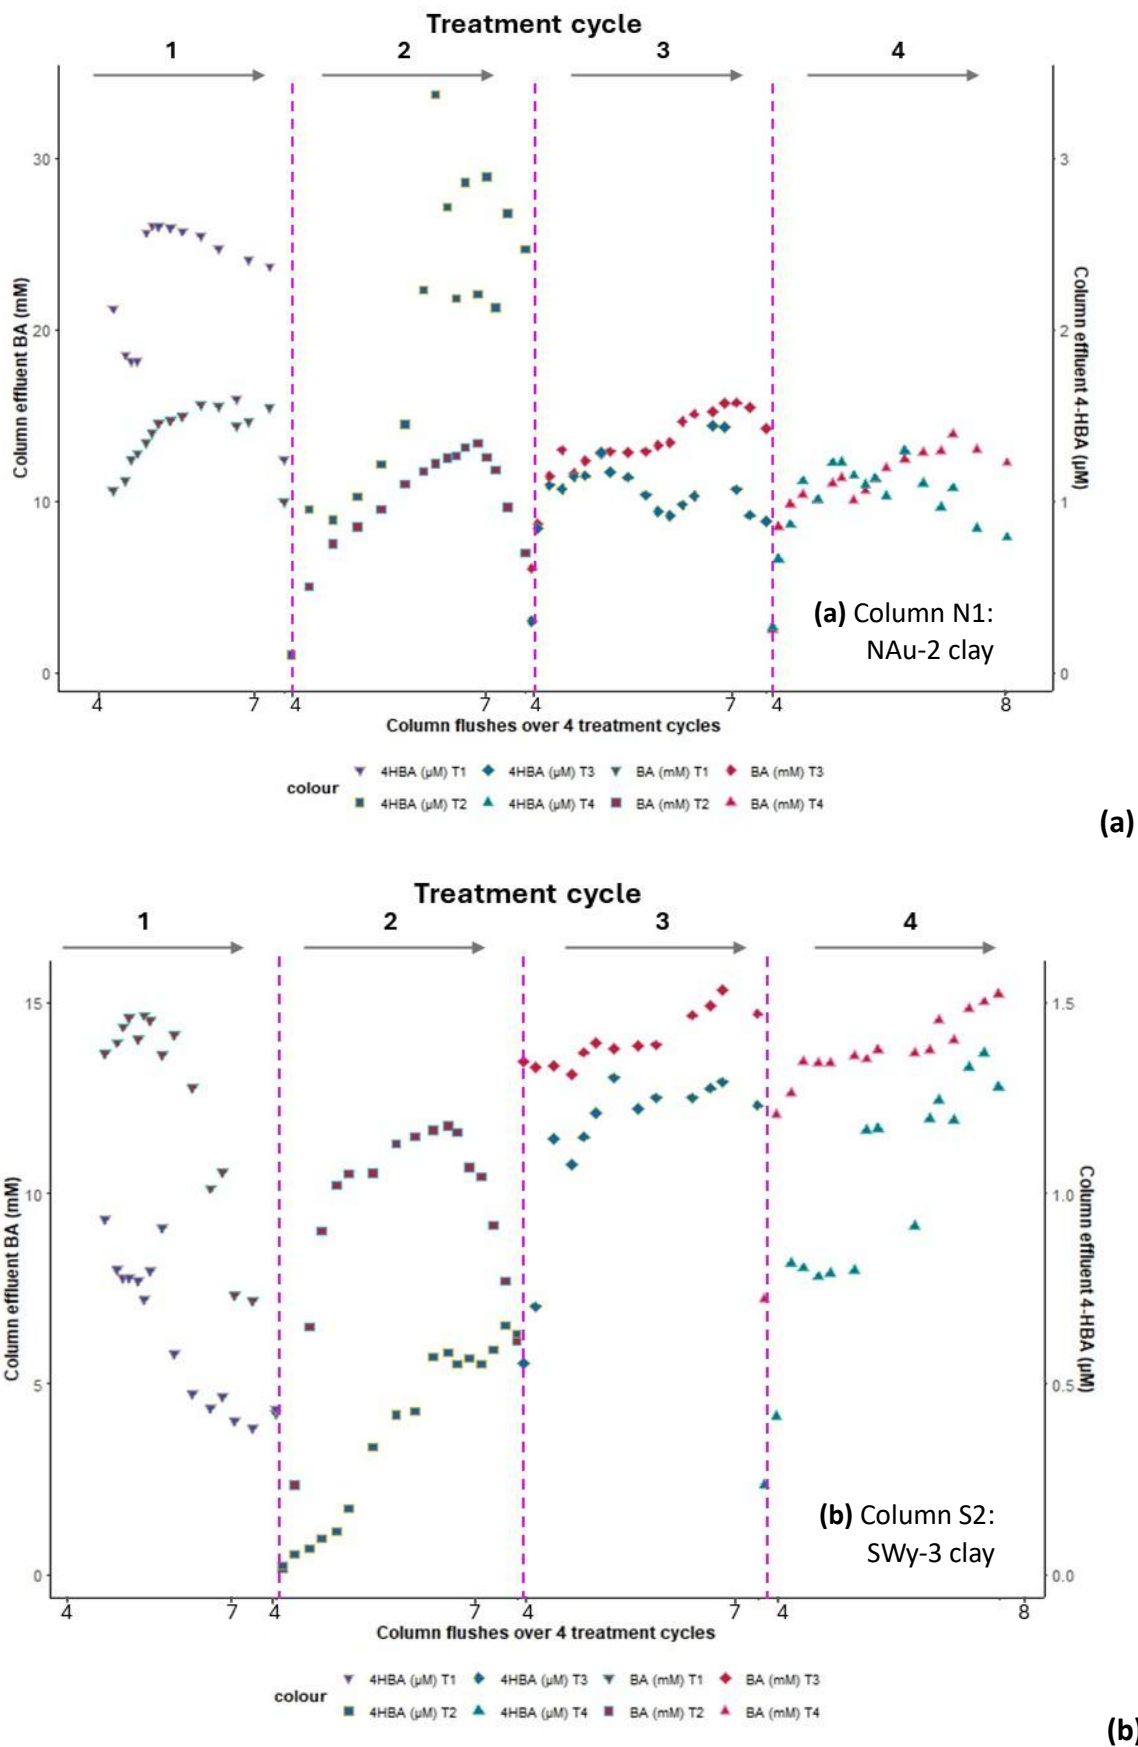 Treatment cycle
1 2 3 4
Column effluent BA (mM)
30
20
10
0
3
2
1
0
Column effluent 4-HBA (µM)
(a) Column N1:
NAu-2 clay
4 7 4 7 4 7 4 8
Column flushes over 4 treatment cycles
colour
4HBA (µM) T1 4HBA (µM) T3 BA (mM) T1 BA (mM) T3
4HBA (µM) T2 4HBA (µM) T4 BA (mM) T2 BA (mM) T4
(a)
Treatment cycle
1 2 3 4
Column effluent BA (mM)
15
10
5
0
1.5
1.0
0.5
0.0
Column effluent 4-HBA (µM)
(b) Column S2:
SWy-3 clay
4 7 4 7 4 7 4 8
Column flushes over 4 treatment cycles
colour
4HBA (µM) T1 4HBA (µM) T3 BA (mM) T1 BA (mM) T3
4HBA (µM) T2 4HBA (µM) T4 BA (mM) T2 BA (mM) T4
(b)